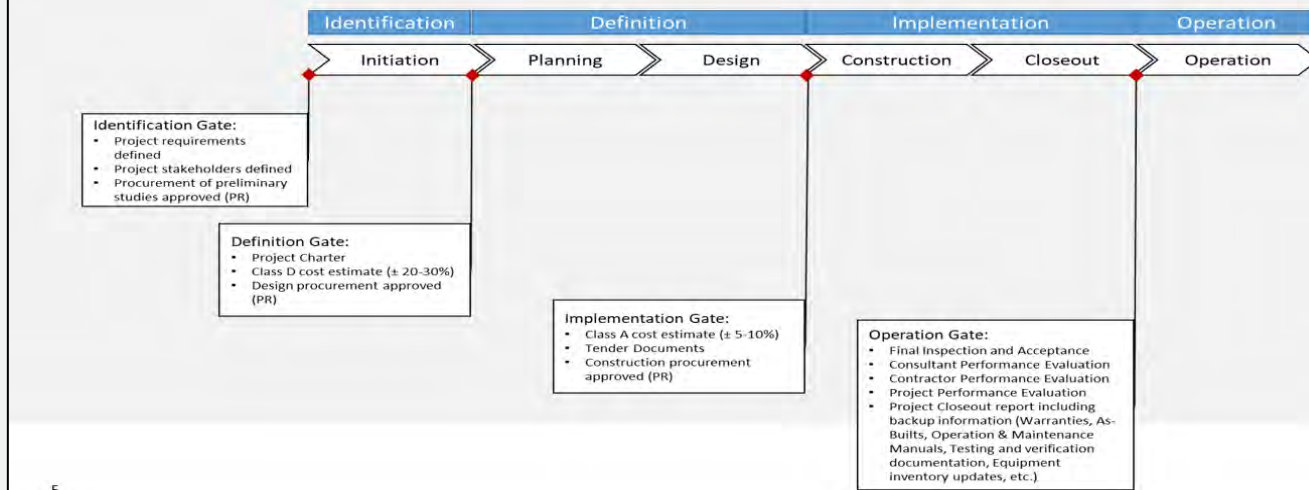 Identification Definition Implementation Operation
Initiation Planning Design Construction Closeout Operation
Identification Gate:
• Project requirements
defined
• Project stakeholders defined
• Procurement of preliminary
studies approved (PR)
Definition Gate:
• Project Charter
• Class D cost estimate (± 20-30%)
• Design procurement approved
(PR)
Implementation Gate:
• Class A cost estimate (± 5-10%)
• Tender Documents
• Construction procurement
approved (PR)
Operation Gate:
• Final Inspection and Acceptance
• Consultant Performance Evaluation
• Contractor Performance Evaluation
• Project Performance Evaluation
• Project Closeout report including
backup information (Warranties, As-
Builts, Operation & Maintenance
Manuals, Testing and verification
documentation, Equipment
inventory updates, etc.)